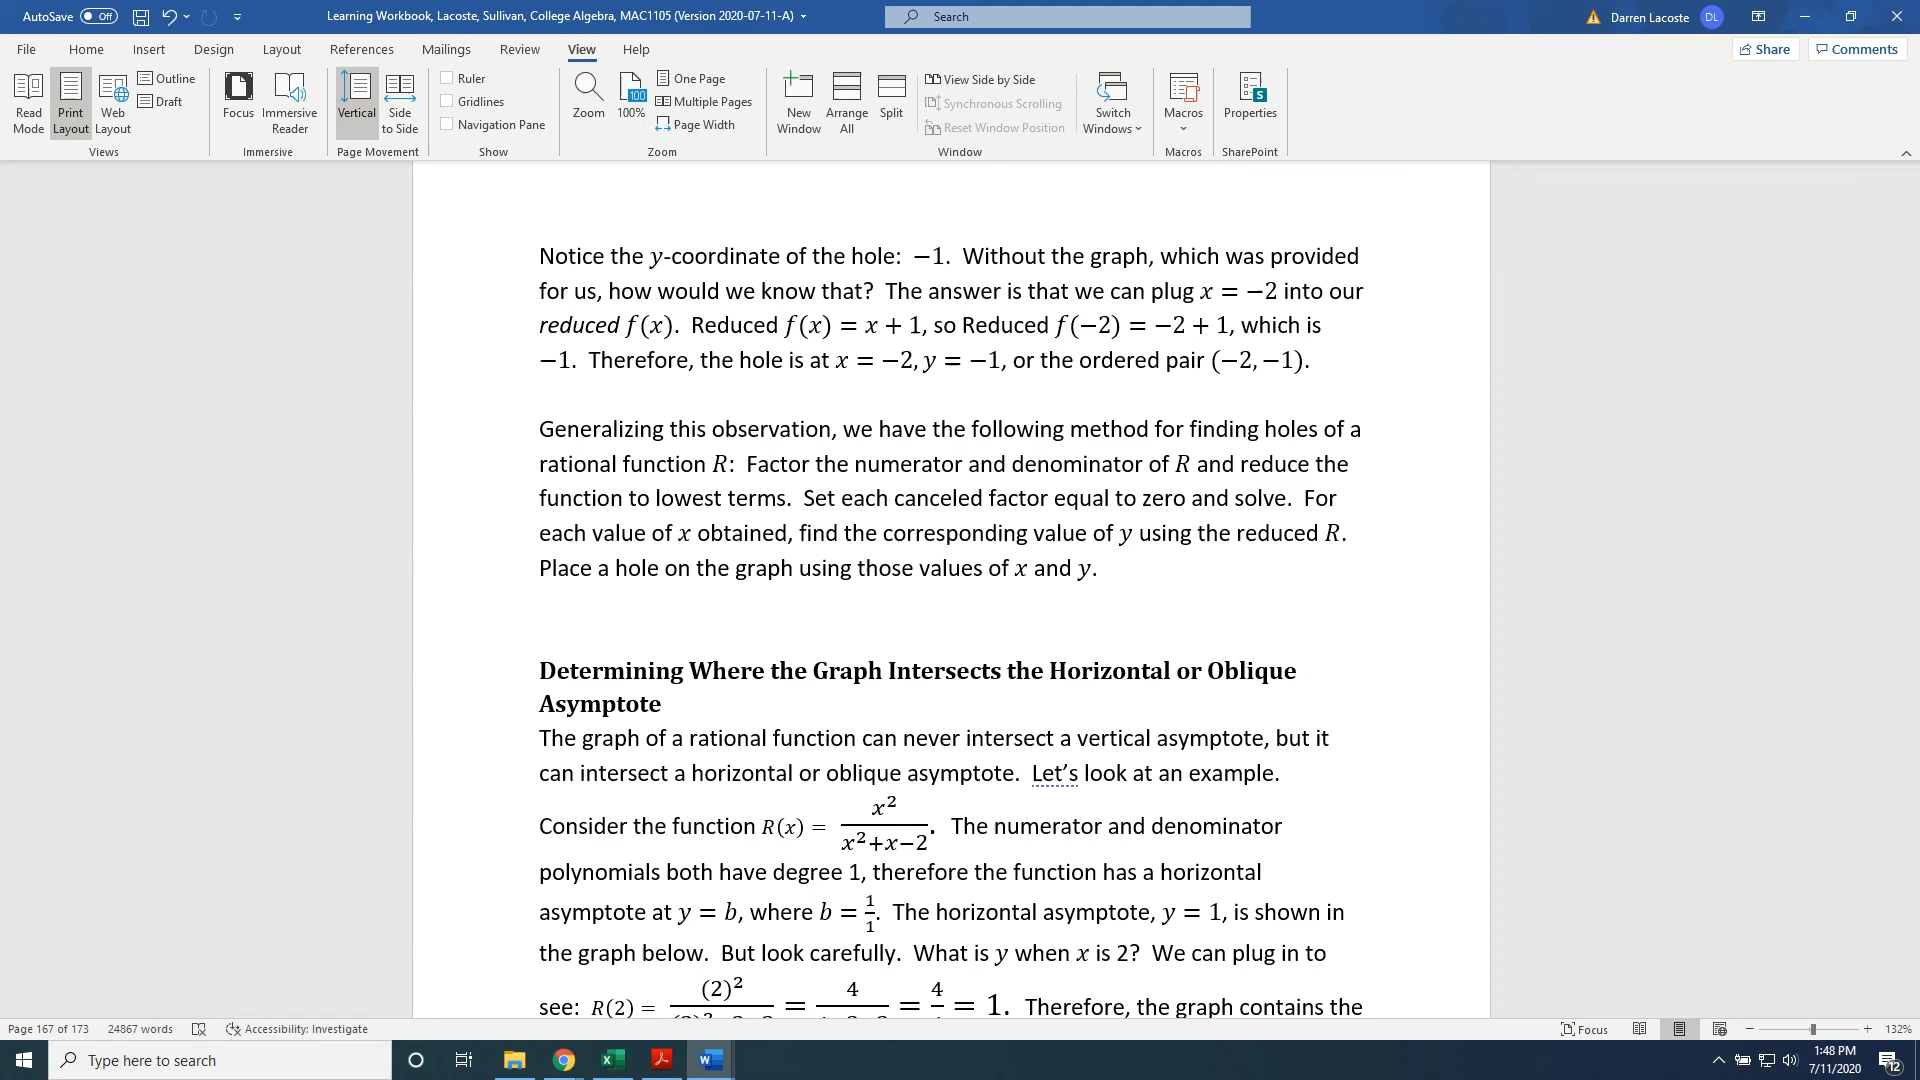 AutoSave Off Learning Workbook, Lacoste, Sullivan, College Algebra, MAC1105 (Version 2020-07-11-A) Search Darren Lacoste DL
File Home Insert Design Layout References Mailings Review View Help Share Comments
Read Mode Print Layout Web Layout Outline Draft Focus Immersive Reader Vertical Side to Side Ruler Gridlines Navigation Pane Zoom 100 100% One Page Multiple Pages Page Width New Window Arrange All Split View Side by Side Synchronous Scrolling Reset Window Position Switch Windows Macros Properties
Views Immersive Page Movement Show Zoom Window Macros SharePoint
Notice the y-coordinate of the hole: −1. Without the graph, which was provided
for us, how would we know that? The answer is that we can plug x = −2 into our
reduced f(x). Reduced f(x) = x + 1, so Reduced f(−2) = −2 + 1, which is
−1. Therefore, the hole is at x = −2, y = −1, or the ordered pair (−2, −1).
Generalizing this observation, we have the following method for finding holes of a
rational function R: Factor the numerator and denominator of R and reduce the
function to lowest terms. Set each canceled factor equal to zero and solve. For
each value of x obtained, find the corresponding value of y using the reduced R.
Place a hole on the graph using those values of x and y.
Determining Where the Graph Intersects the Horizontal or Oblique
Asymptote
The graph of a rational function can never intersect a vertical asymptote, but it
can intersect a horizontal or oblique asymptote. Let’s look at an example.
Consider the function R(x) = x²/(x²+x−2). The numerator and denominator
polynomials both have degree 1, therefore the function has a horizontal
asymptote at y = b, where b = 1/1. The horizontal asymptote, y = 1, is shown in
the graph below. But look carefully. What is y when x is 2? We can plug in to
see: R(2) = (2)² = 4 = 4 = 1. Therefore, the graph contains the
Page 167 of 173 24867 words Accessibility: Investigate Focus − + 132%
Type here to search 1:48 PM
7/11/2020 12